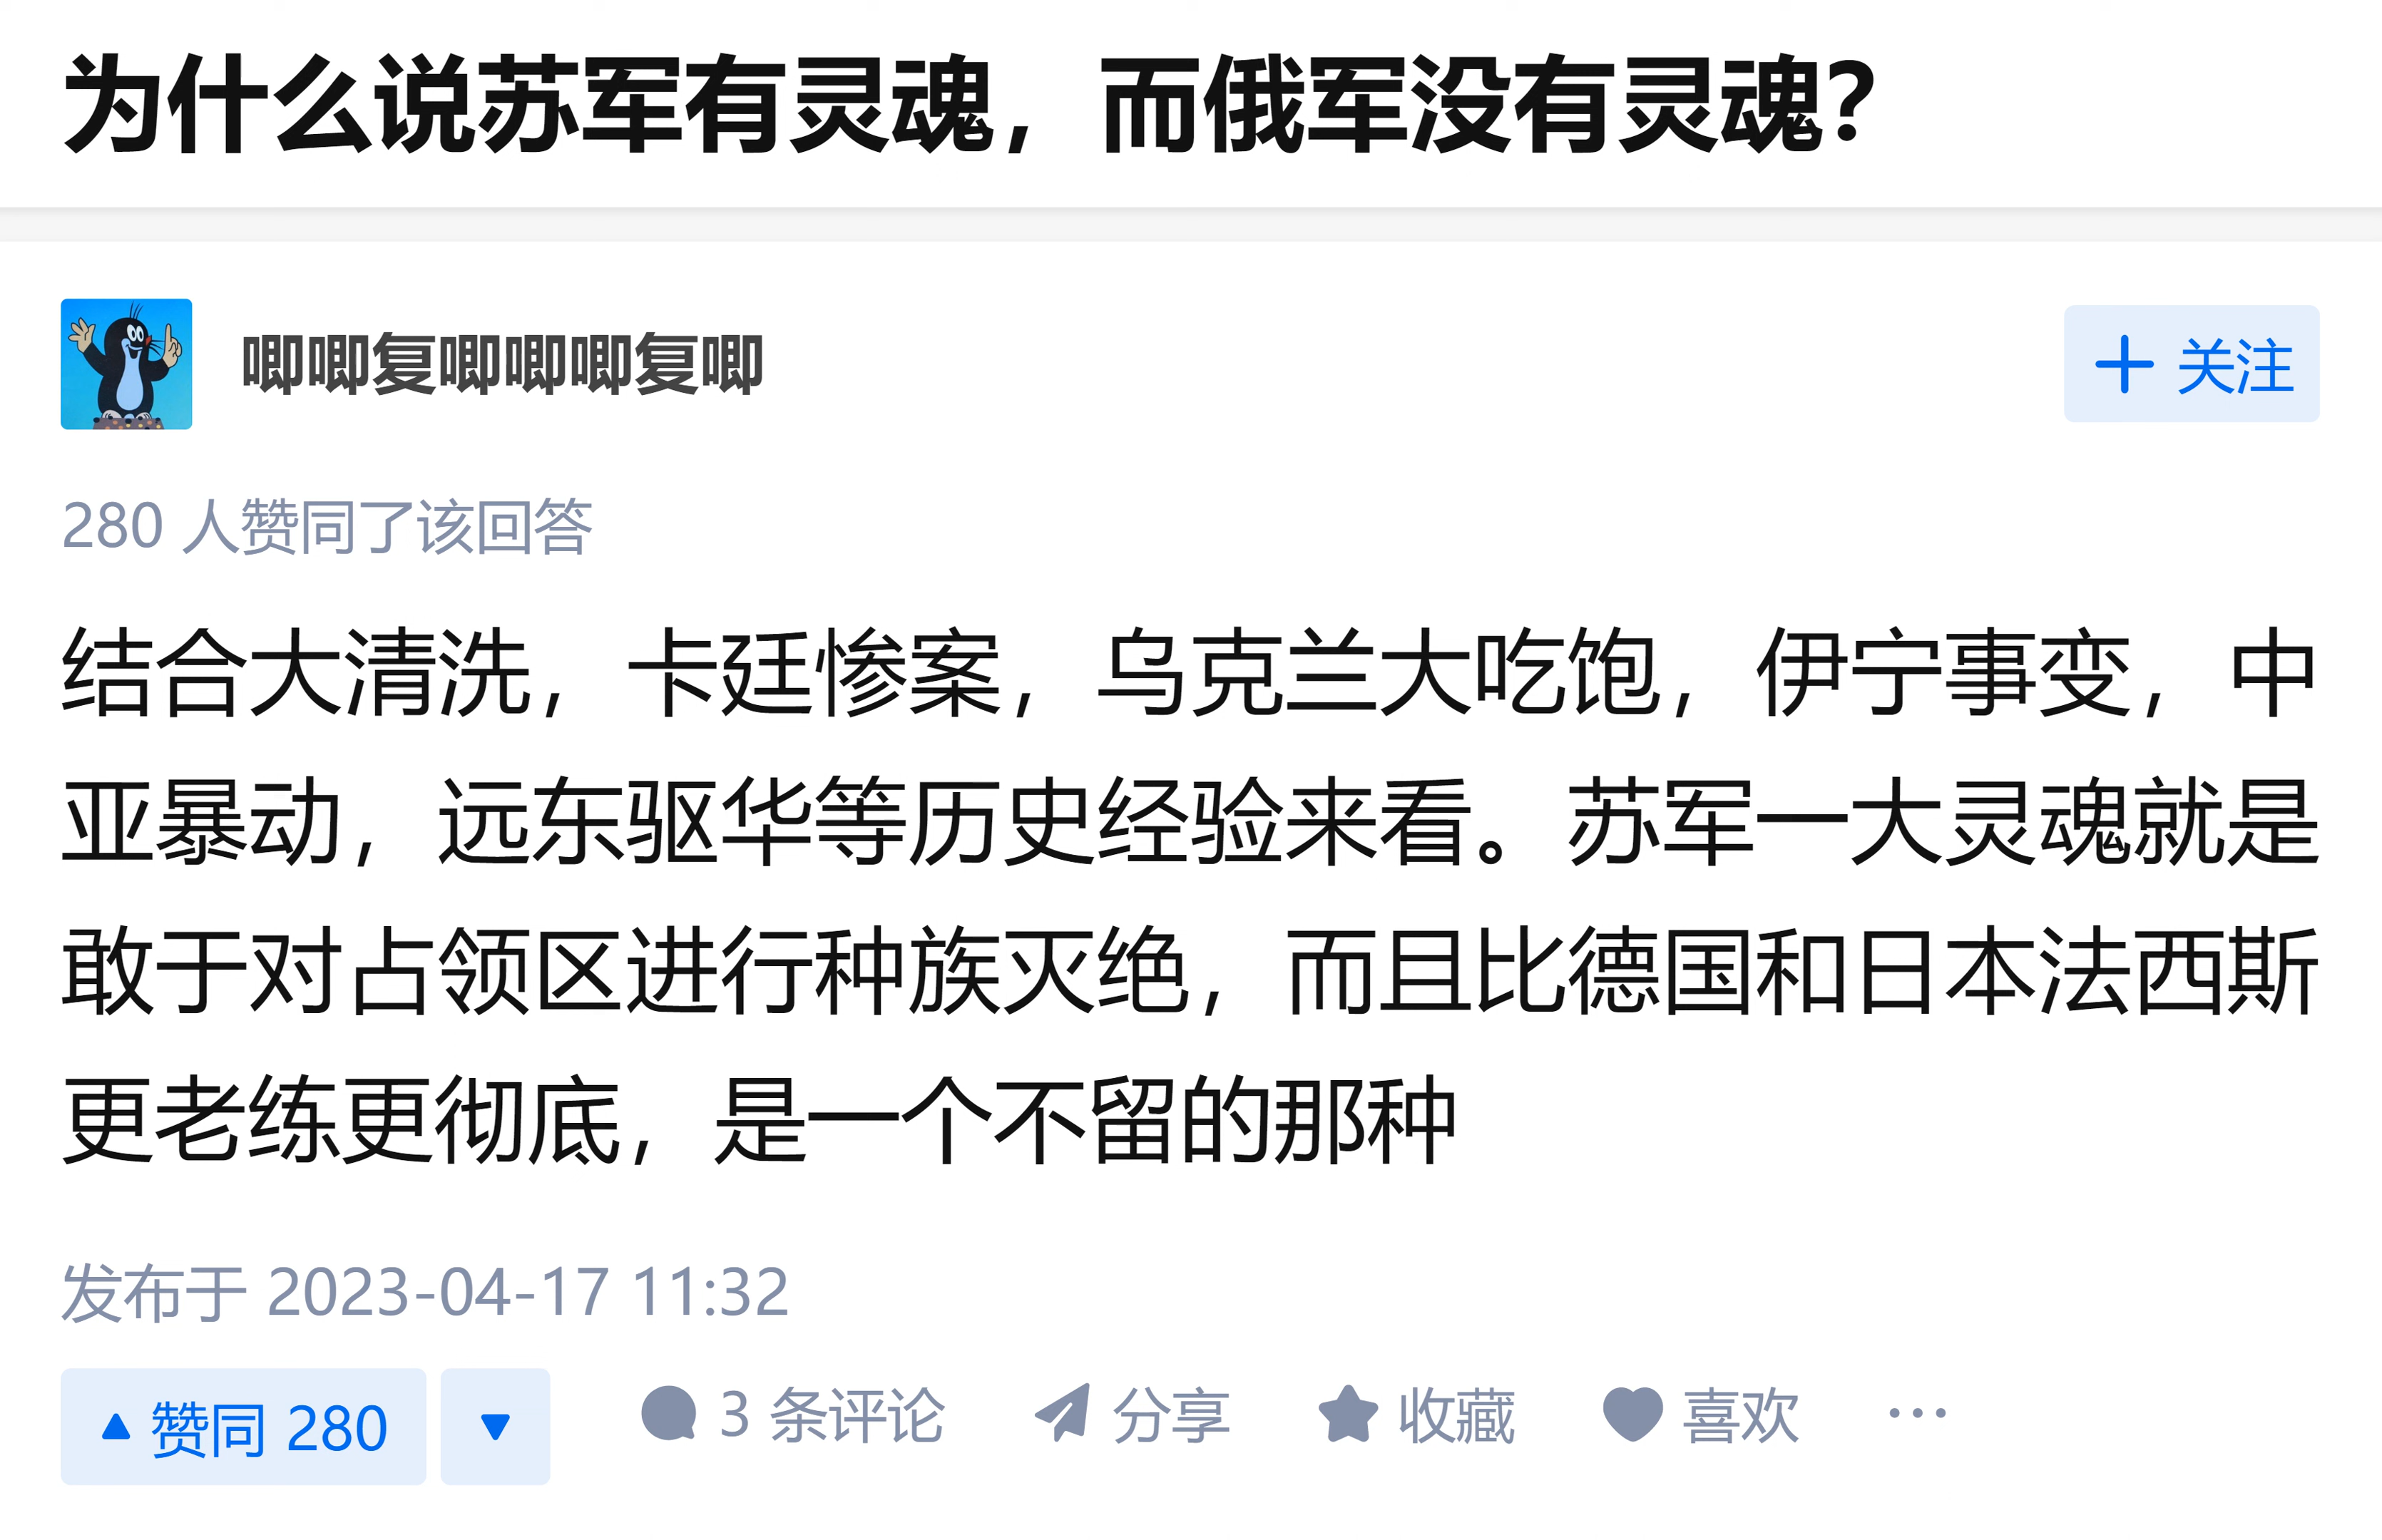 为什么说苏军有灵魂，而俄军没有灵魂？
唧唧复唧唧唧复唧
关注
280 人赞同了该回答
结合大清洗，卡廷惨案，乌克兰大吃饱，伊宁事变，中
亚暴动，远东驱华等历史经验来看。苏军一大灵魂就是
敢于对占领区进行种族灭绝，而且比德国和日本法西斯
更老练更彻底，是一个不留的那种
发布于 2023-04-17 11:32
赞同 280 3 条评论 分享 收藏 喜欢